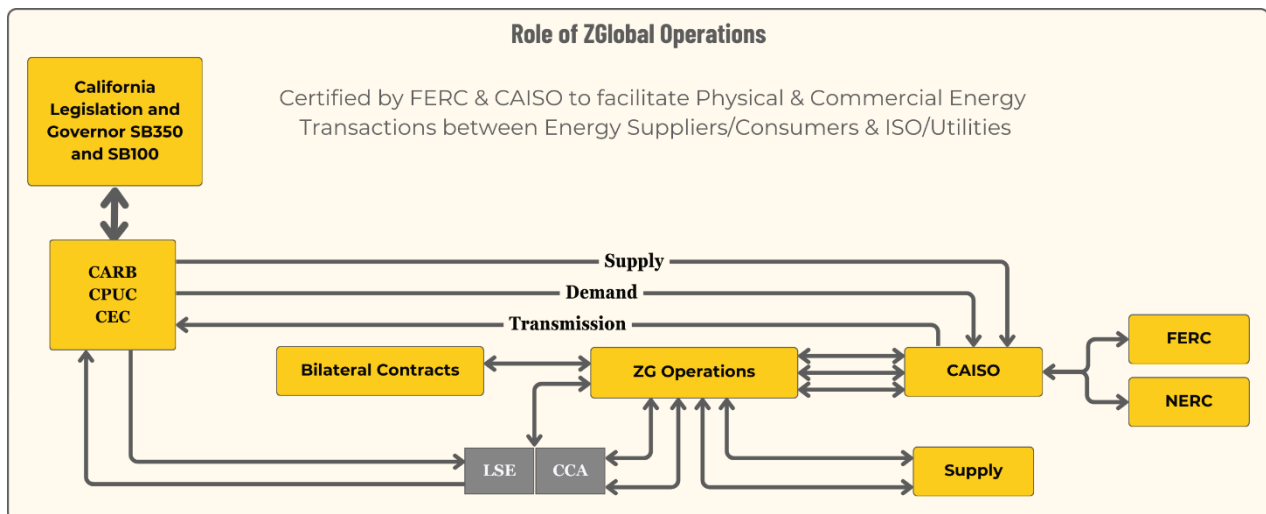 Role of ZGlobal Operations
California
Legislation and
Governor SB350
and SB100
Certified by FERC & CAISO to facilitate Physical & Commercial Energy
Transactions between Energy Suppliers/Consumers & ISO/Utilities
CARB
CPUC
CEC
Supply
Demand
Transmission
Bilateral Contracts
ZG Operations
CAISO
FERC
NERC
LSE
CCA
Supply